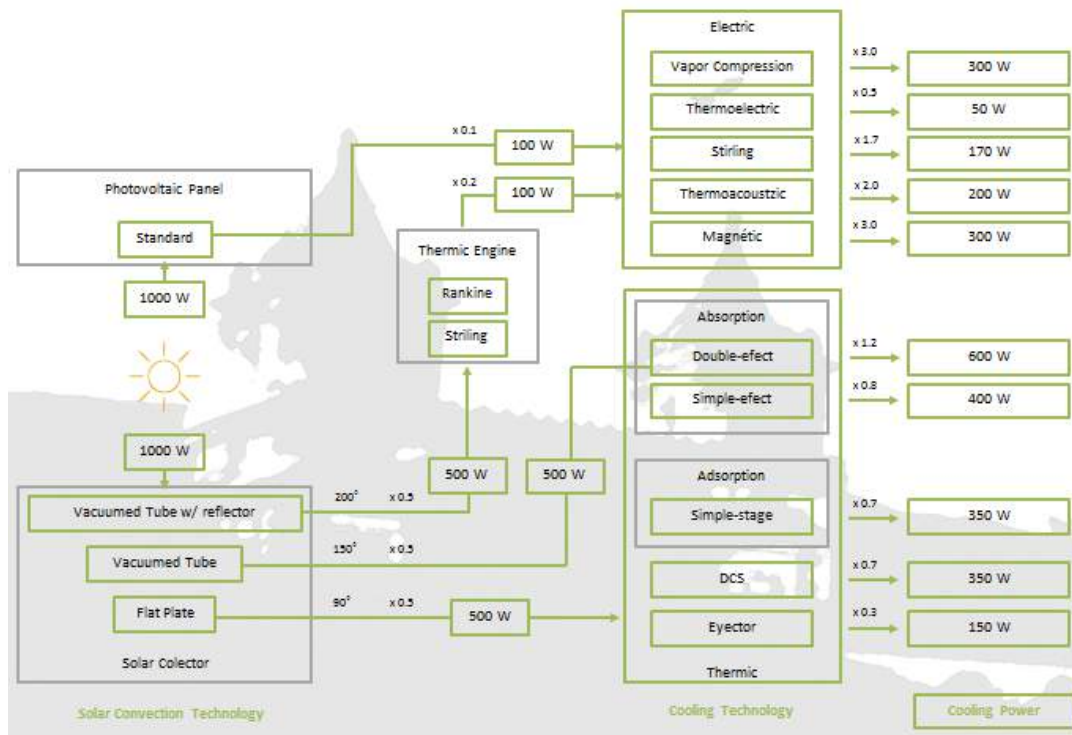 Electric
Vapor Compression
x 3.0
300 W
Thermoelectric
x 0.5
50 W
x 0.1
100 W
Stirling
x 1.7
170 W
Photovoltaic Panel
x 0.2
100 W
Thermoacoustzic
x 2.0
200 W
Standard
Thermic Engine
Magnétic
x 3.0
300 W
1000 W
Rankine
Striling
Absorption
Double-efect
x 1.2
600 W
Simple-efect
x 0.8
400 W
1000 W
500 W
500 W
Adsorption
Vacuumed Tube w/ reflector
200°
x 0.5
Simple-stage
x 0.7
350 W
Vacuumed Tube
150°
x 0.5
DCS
x 0.7
350 W
Flat Plate
90°
x 0.5
500 W
Eyector
x 0.3
150 W
Solar Colector
Thermic
Solar Convection Technology
Cooling Technology
Cooling Power